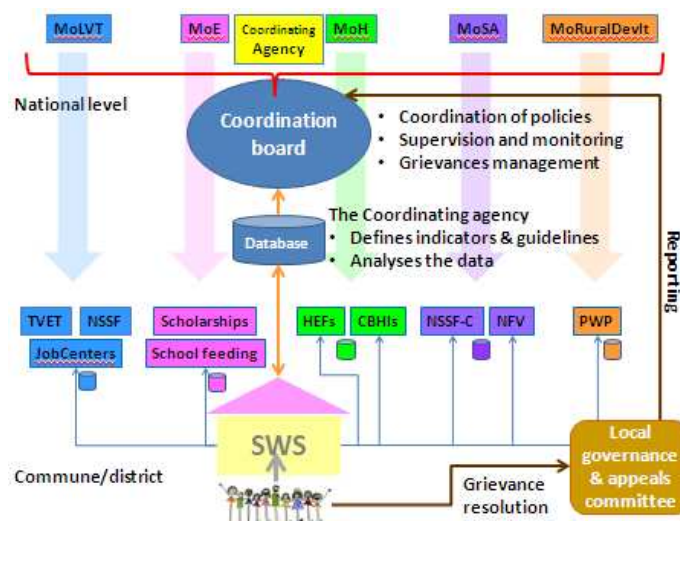 MoLVT
MoE
Coordinating
Agency
MoH
MoSA
MoRuralDevlt
National level
Coordination
board
• Coordination of policies
• Supervision and monitoring
• Grievances management
Database
The Coordinating agency
• Defines indicators & guidelines
• Analyses the data
Reporting
TVET
NSSF
JobCenters
Scholarships
School feeding
HEFs
CBHIs
NSSF-C
NFV
PWP
SWS
Commune/district
Grievance
resolution
Local
governance
& appeals
committee